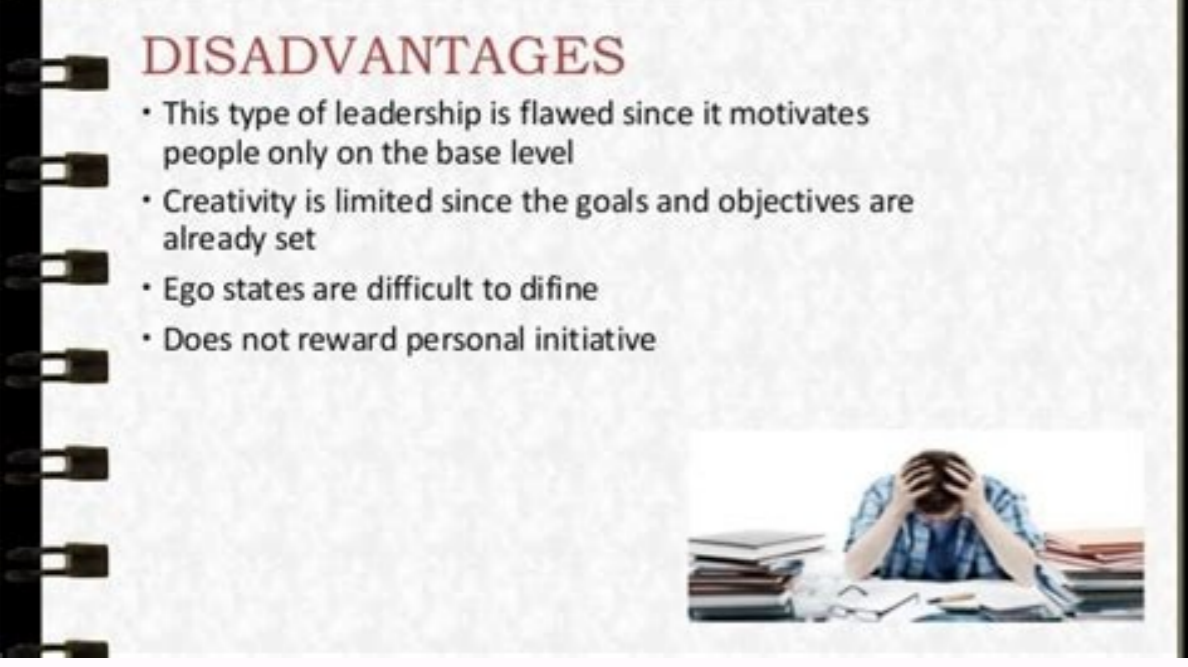 DISADVANTAGES
• This type of leadership is flawed since it motivates
people only on the base level
• Creativity is limited since the goals and objectives are
already set
• Ego states are difficult to difine
• Does not reward personal initiative